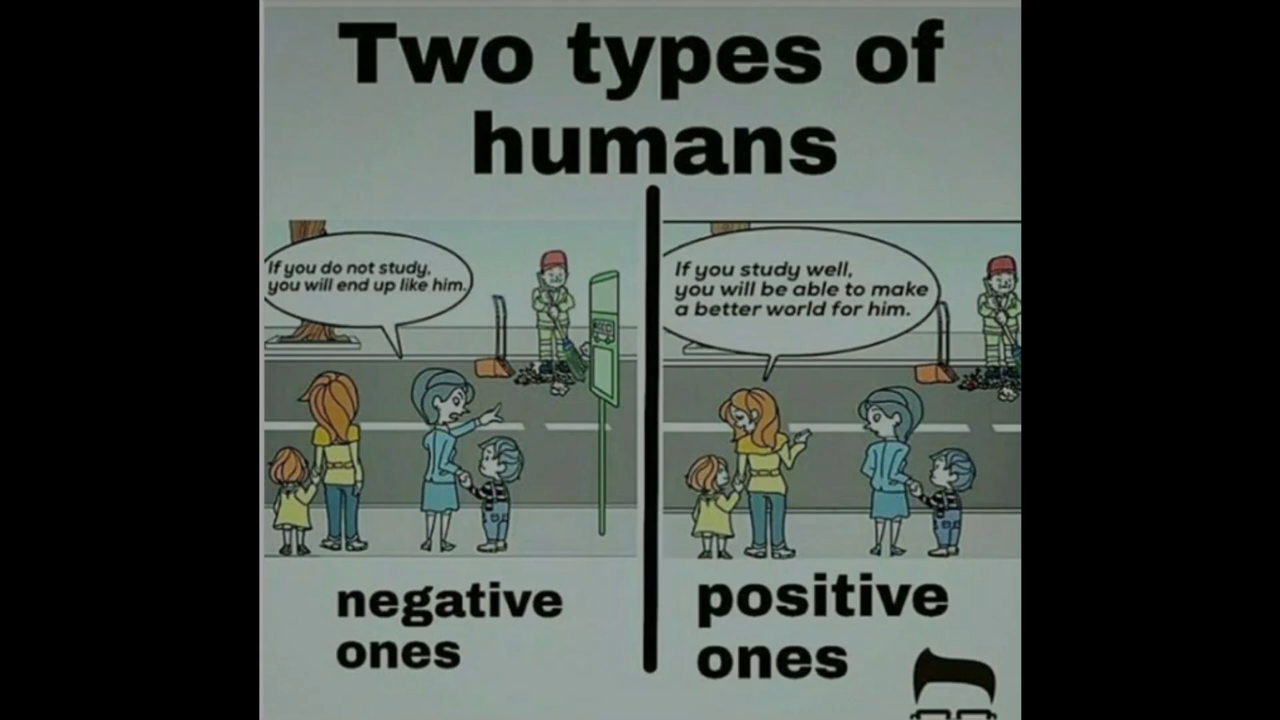 Two types of
humans
If you do not study,
you will end up like him.
If you study well,
you will be able to make
a better world for him.
negative
ones
positive
ones